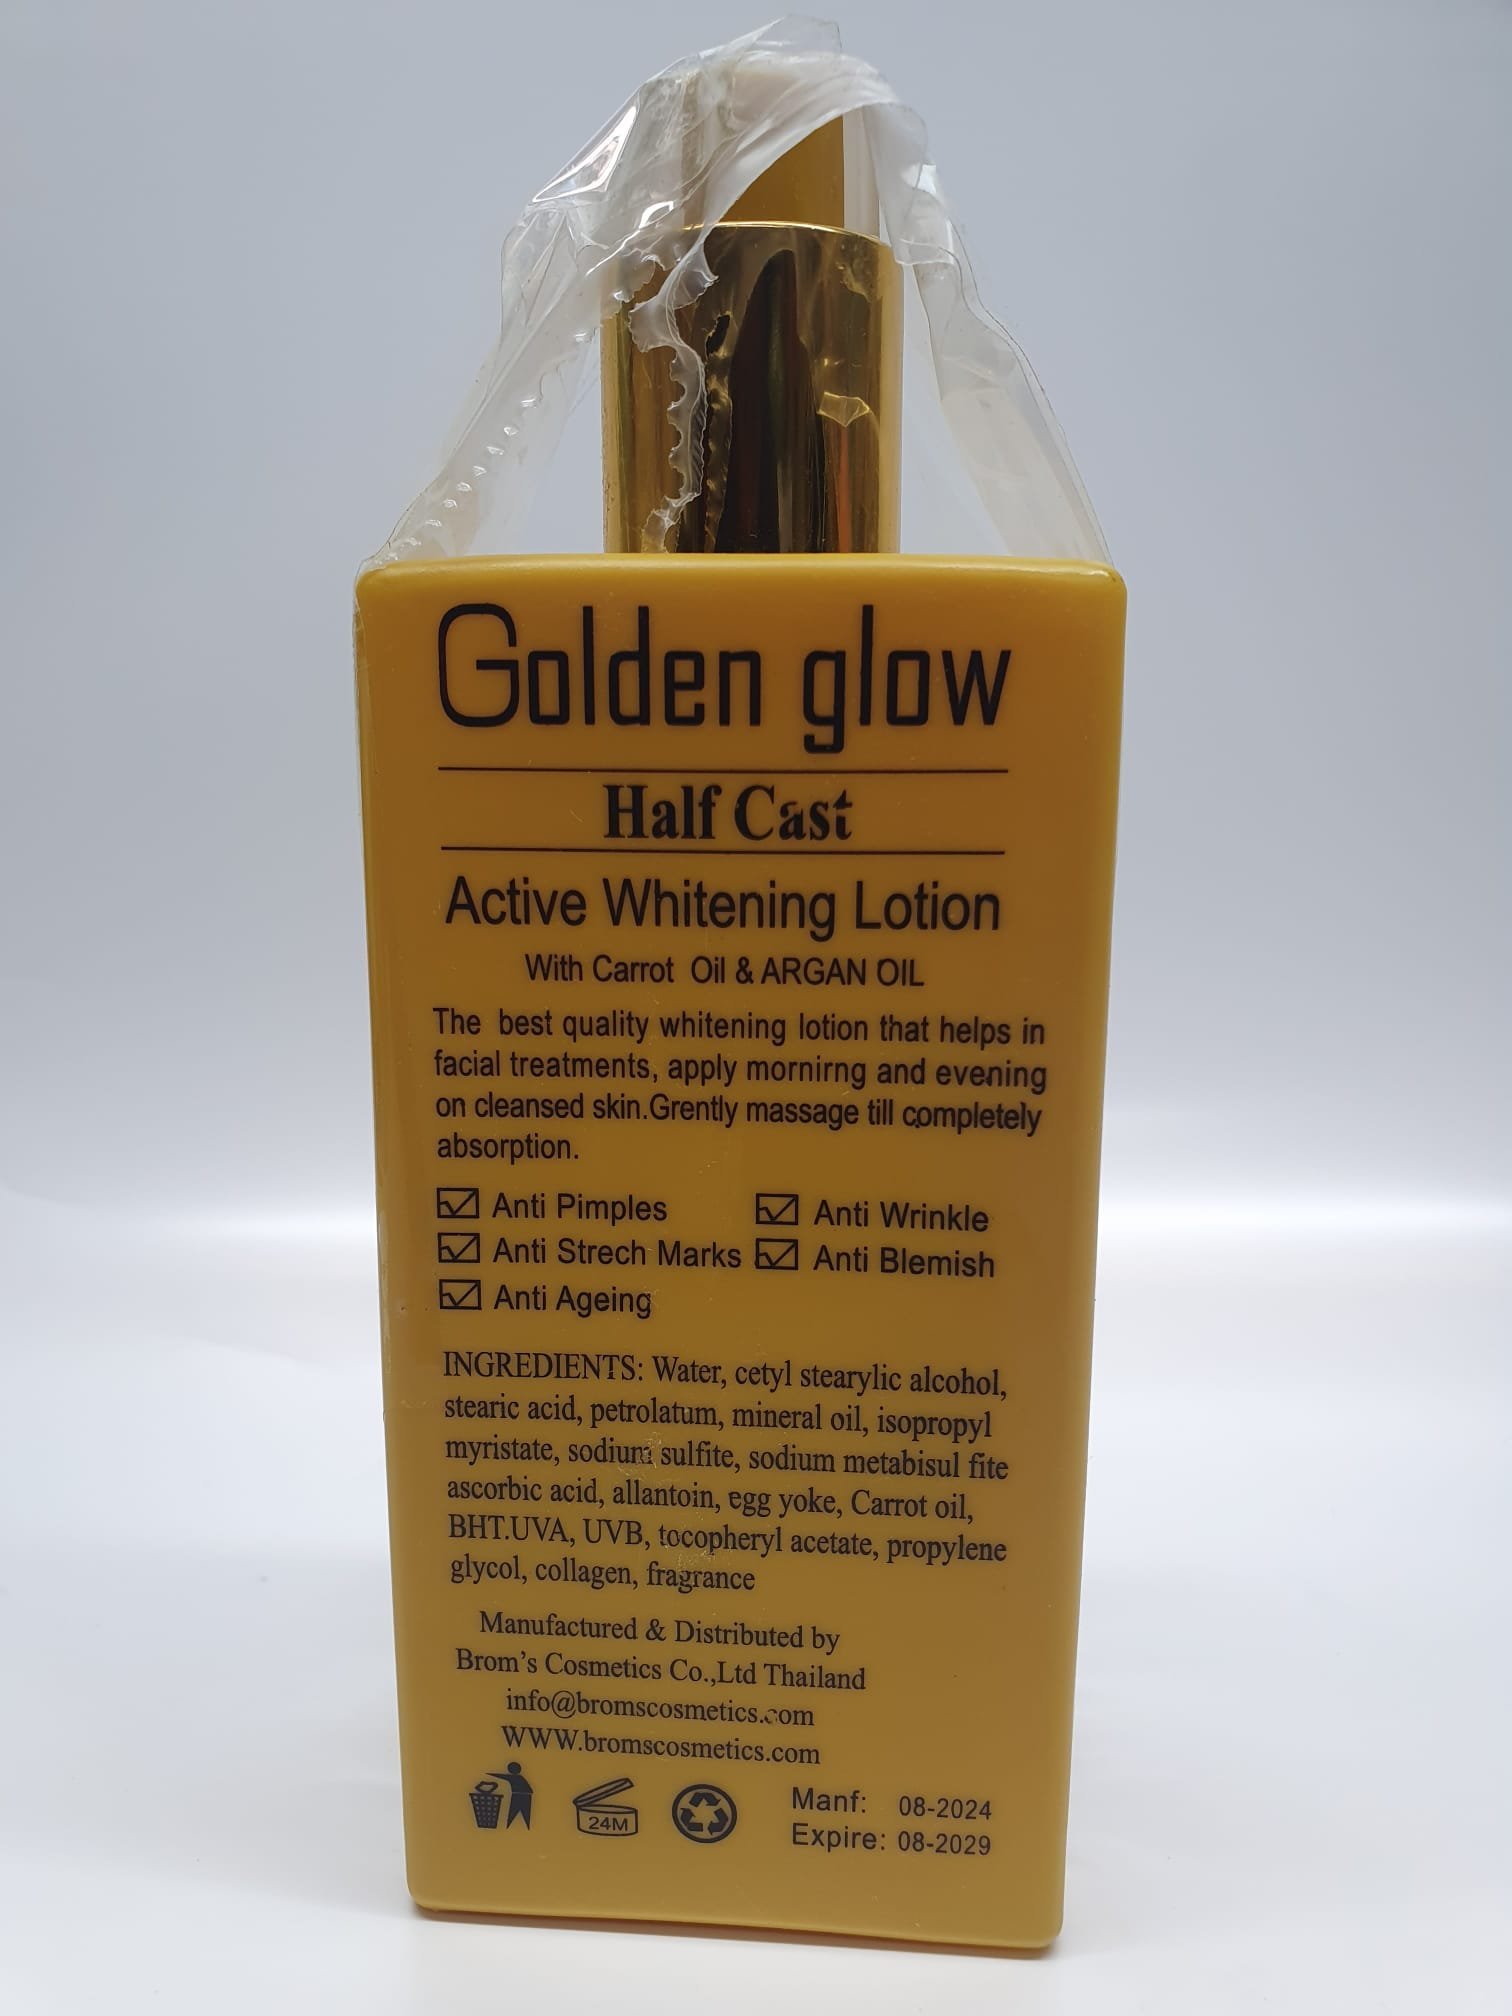 Golden glow
Half Cast
Active Whitening Lotion
With Carrot Oil & ARGAN OIL
The best quality whitening lotion that helps in
facial treatments, apply mornirng and evening
on cleansed skin.Grently massage till completely
absorption.
Anti Pimples Anti Wrinkle
Anti Strech Marks Anti Blemish
Anti Ageing
INGREDIENTS: Water, cetyl stearylic alcohol,
stearic acid, petrolatum, mineral oil, isopropyl
myristate, sodium sulfite, sodium metabisul fite
ascorbic acid, allantoin, egg yoke, Carrot oil,
BHT.UVA, UVB, tocopheryl acetate, propylene
glycol, collagen, fragrance
Manufactured & Distributed by
Brom's Cosmetics Co.,Ltd Thailand
info@bromscosmetics.com
WWW.bromscosmetics.com
24M
Manf: 08-2024
Expire: 08-2029